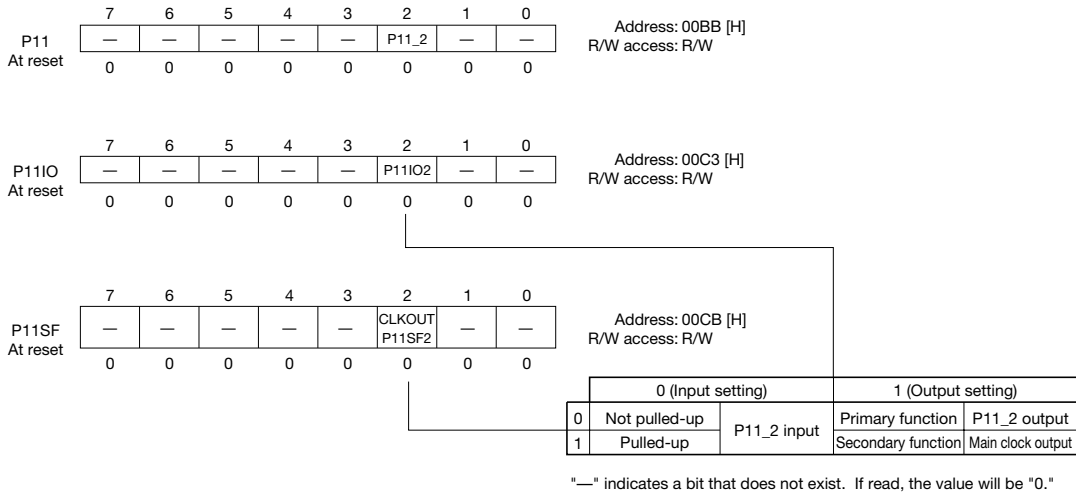 7 6 5 4 3 2 1 0
P11 — — — — — P11_2 — —
At reset 0 0 0 0 0 0 0 0
Address: 00BB [H]
R/W access: R/W
7 6 5 4 3 2 1 0
P11IO — — — — — P11IO2 — —
At reset 0 0 0 0 0 0 0 0
Address: 00C3 [H]
R/W access: R/W
7 6 5 4 3 2 1 0
P11SF — — — — — CLKOUT P11SF2 — —
At reset 0 0 0 0 0 0 0 0
Address: 00CB [H]
R/W access: R/W
0 (Input setting) 1 (Output setting)
0 Not pulled-up P11_2 input Primary function P11_2 output
1 Pulled-up Secondary function Main clock output
"—" indicates a bit that does not exist. If read, the value will be "0."